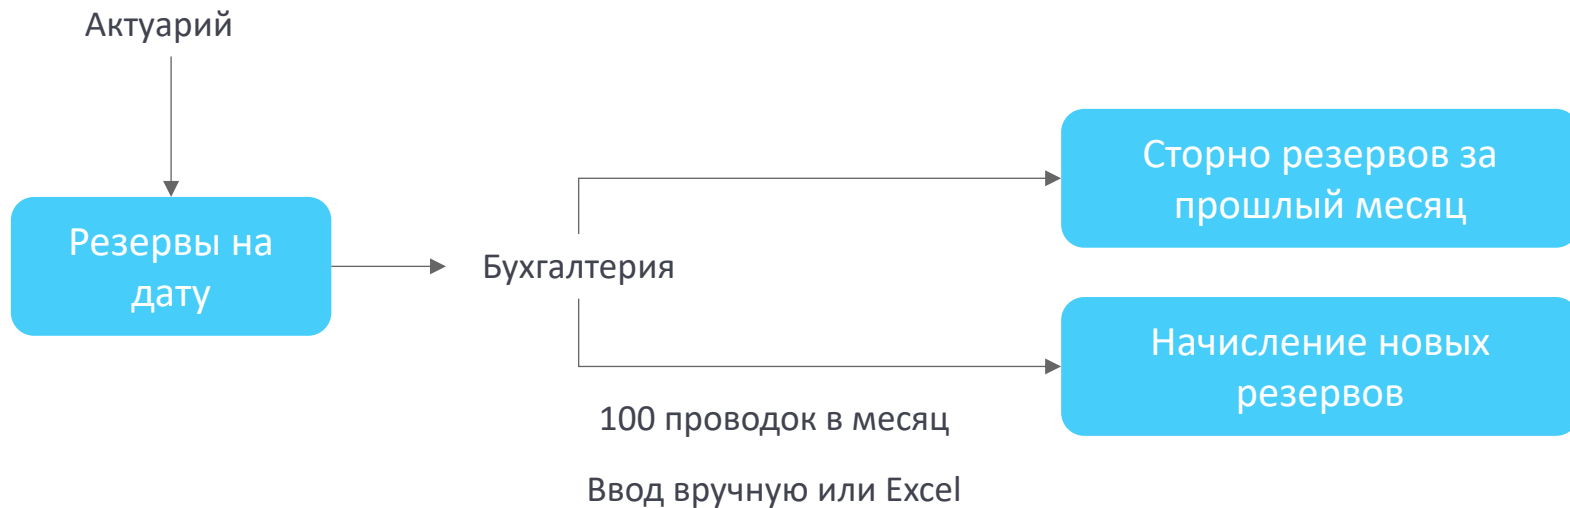 Актуарий
Резервы на
дату
Бухгалтерия
Сторно резервов за
прошлый месяц
Начисление новых
резервов
100 проводок в месяц
Ввод вручную или Excel